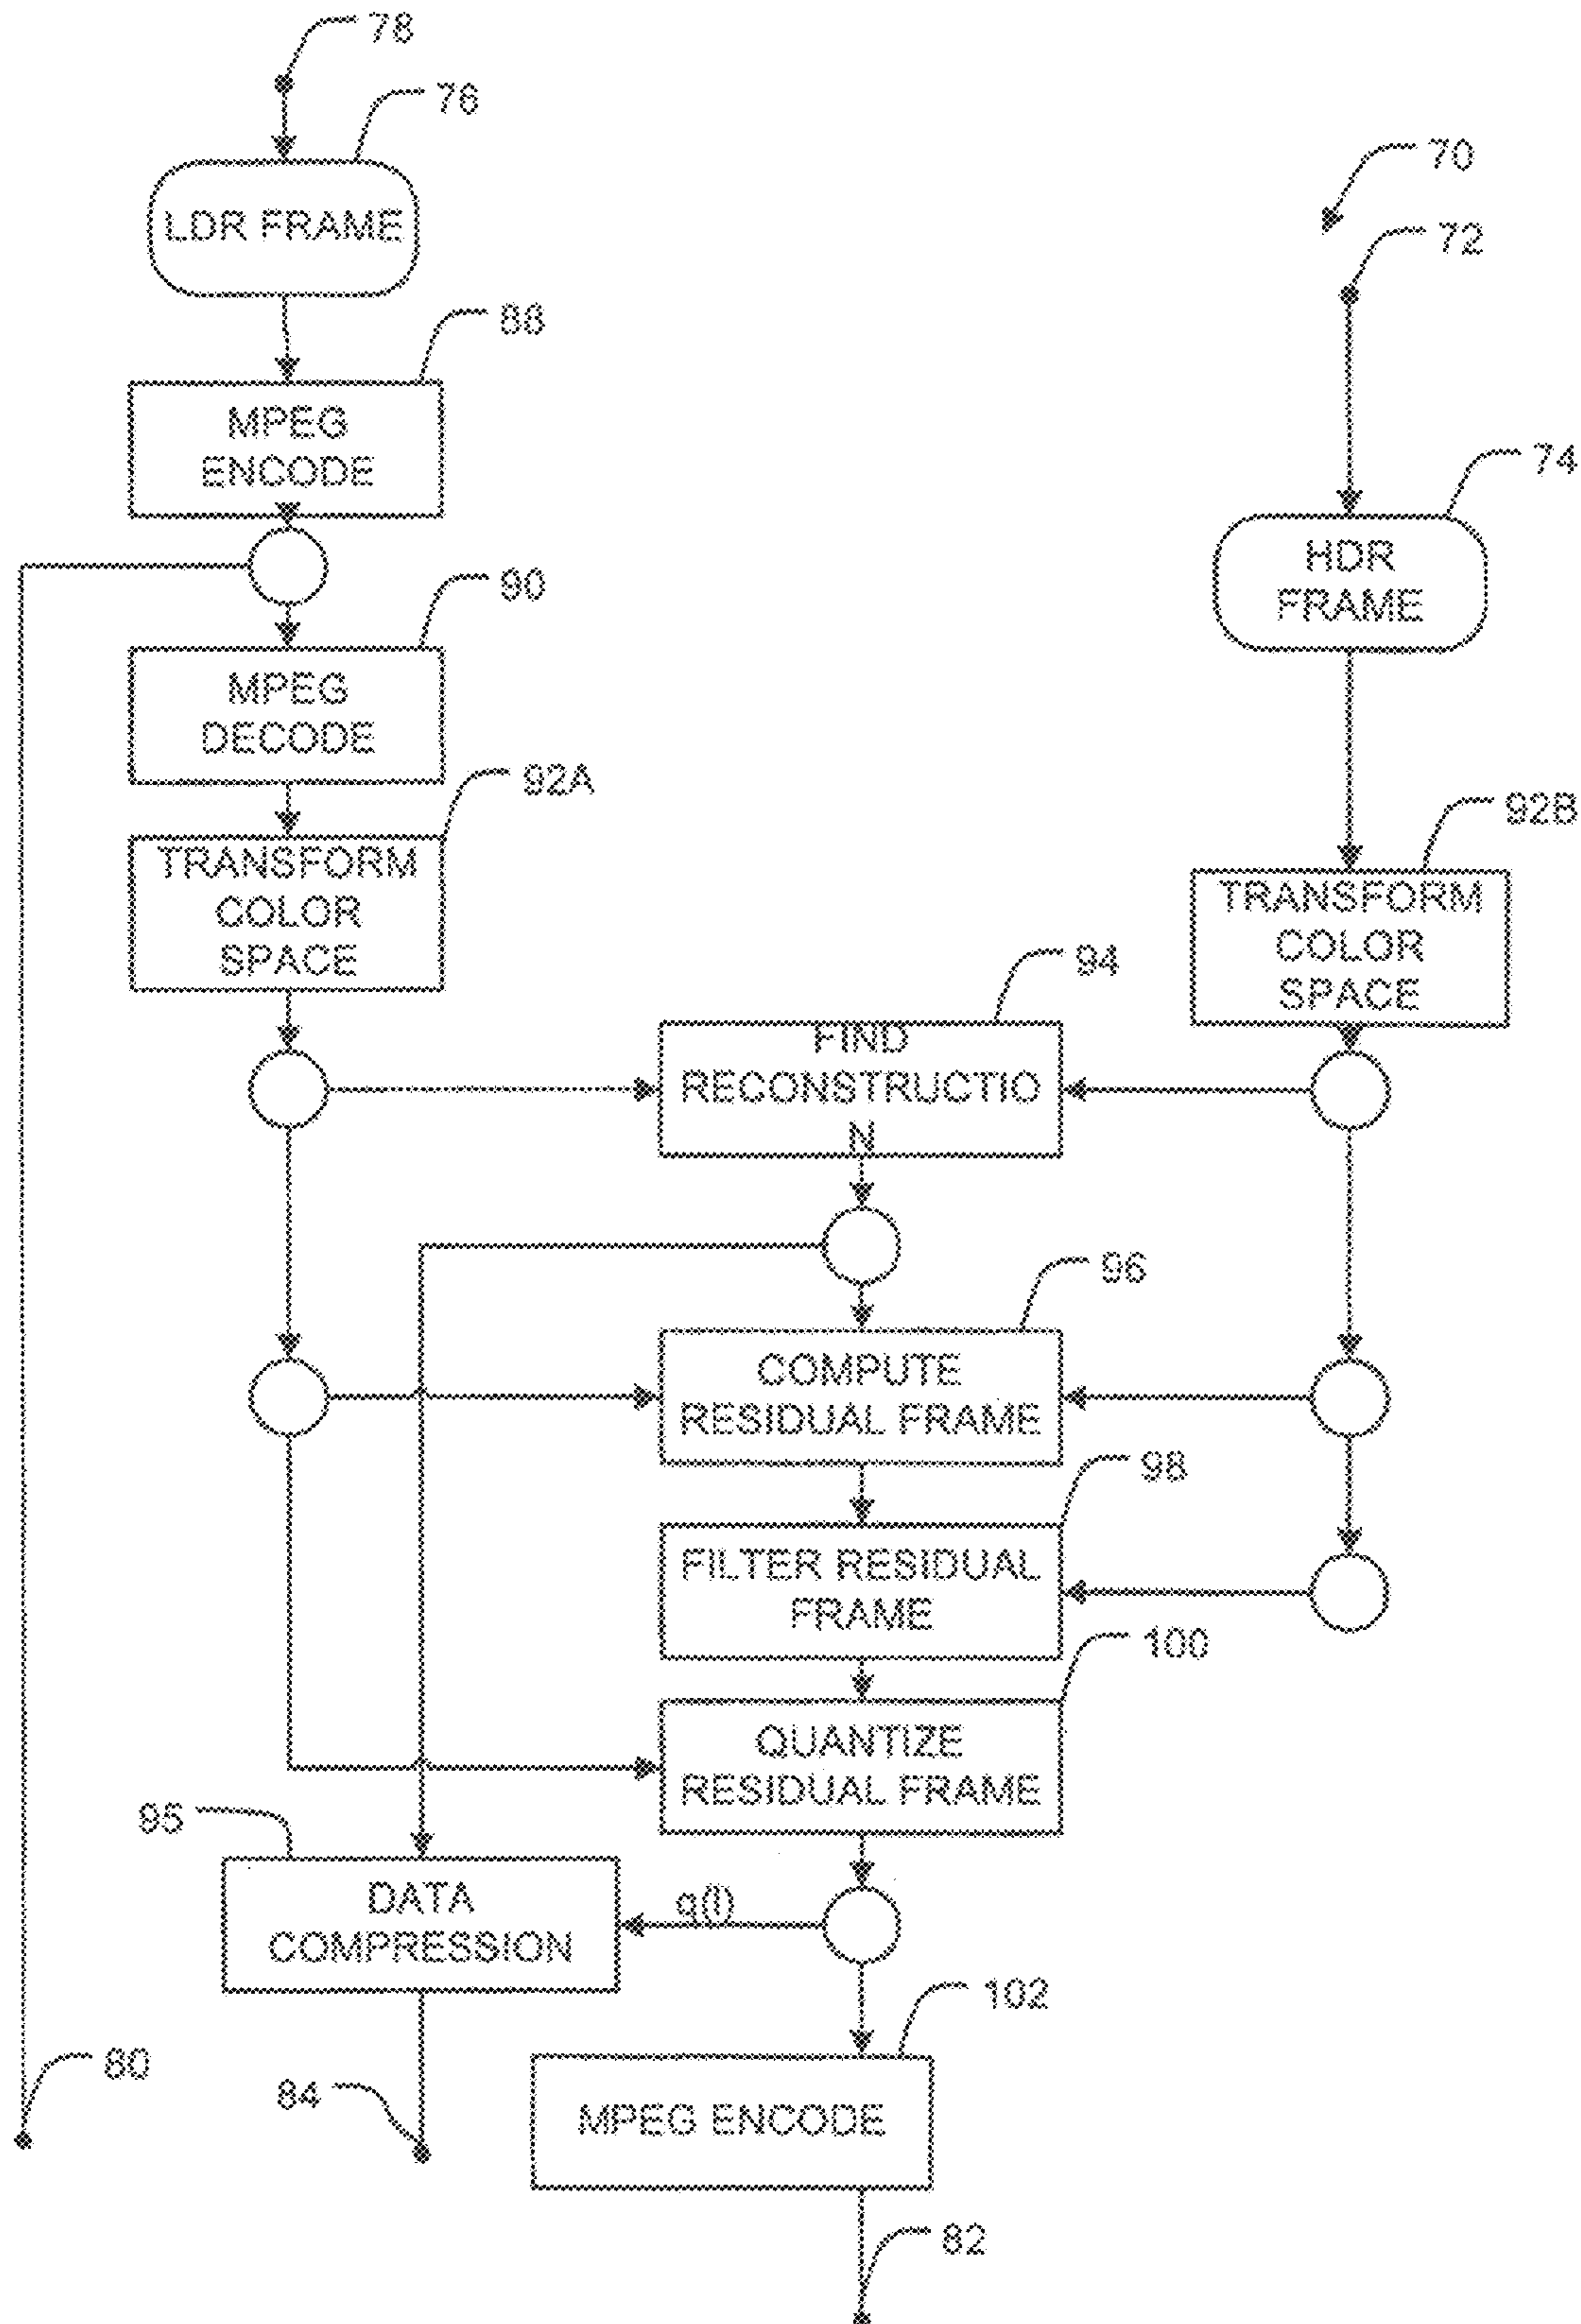 78
76
LDR FRAME
70
72
88
MPEG
ENCODE
74
HDR
FRAME
90
MPEG
DECODE
92A
TRANSFORM
COLOR
SPACE
92B
TRANSFORM
COLOR
SPACE
94
FIND
RECONSTRUCTIO
N
96
COMPUTE
RESIDUAL FRAME
98
FILTER RESIDUAL
FRAME
100
QUANTIZE
RESIDUAL FRAME
95
DATA
COMPRESSION
q(l)
102
MPEG ENCODE
80
84
82